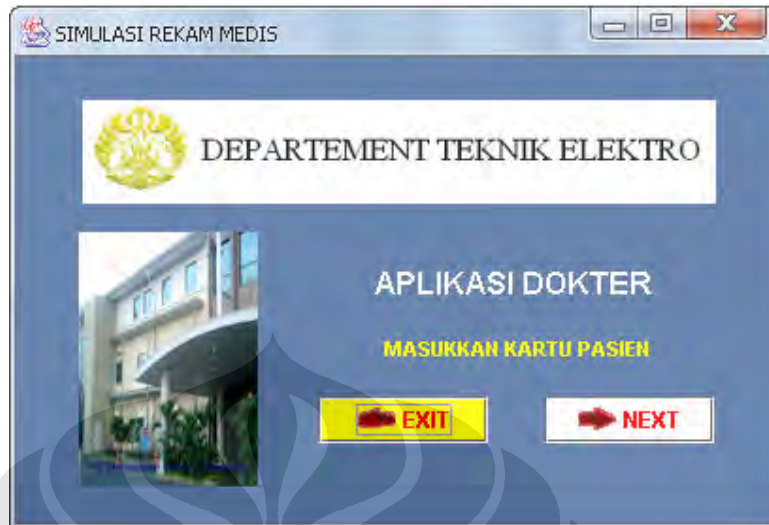 SIMULASI REKAM MEDIS
DEPARTEMENT TEKNIK ELEKTRO
APLIKASI DOKTER
MASUKKAN KARTU PASIEN
EXIT
NEXT